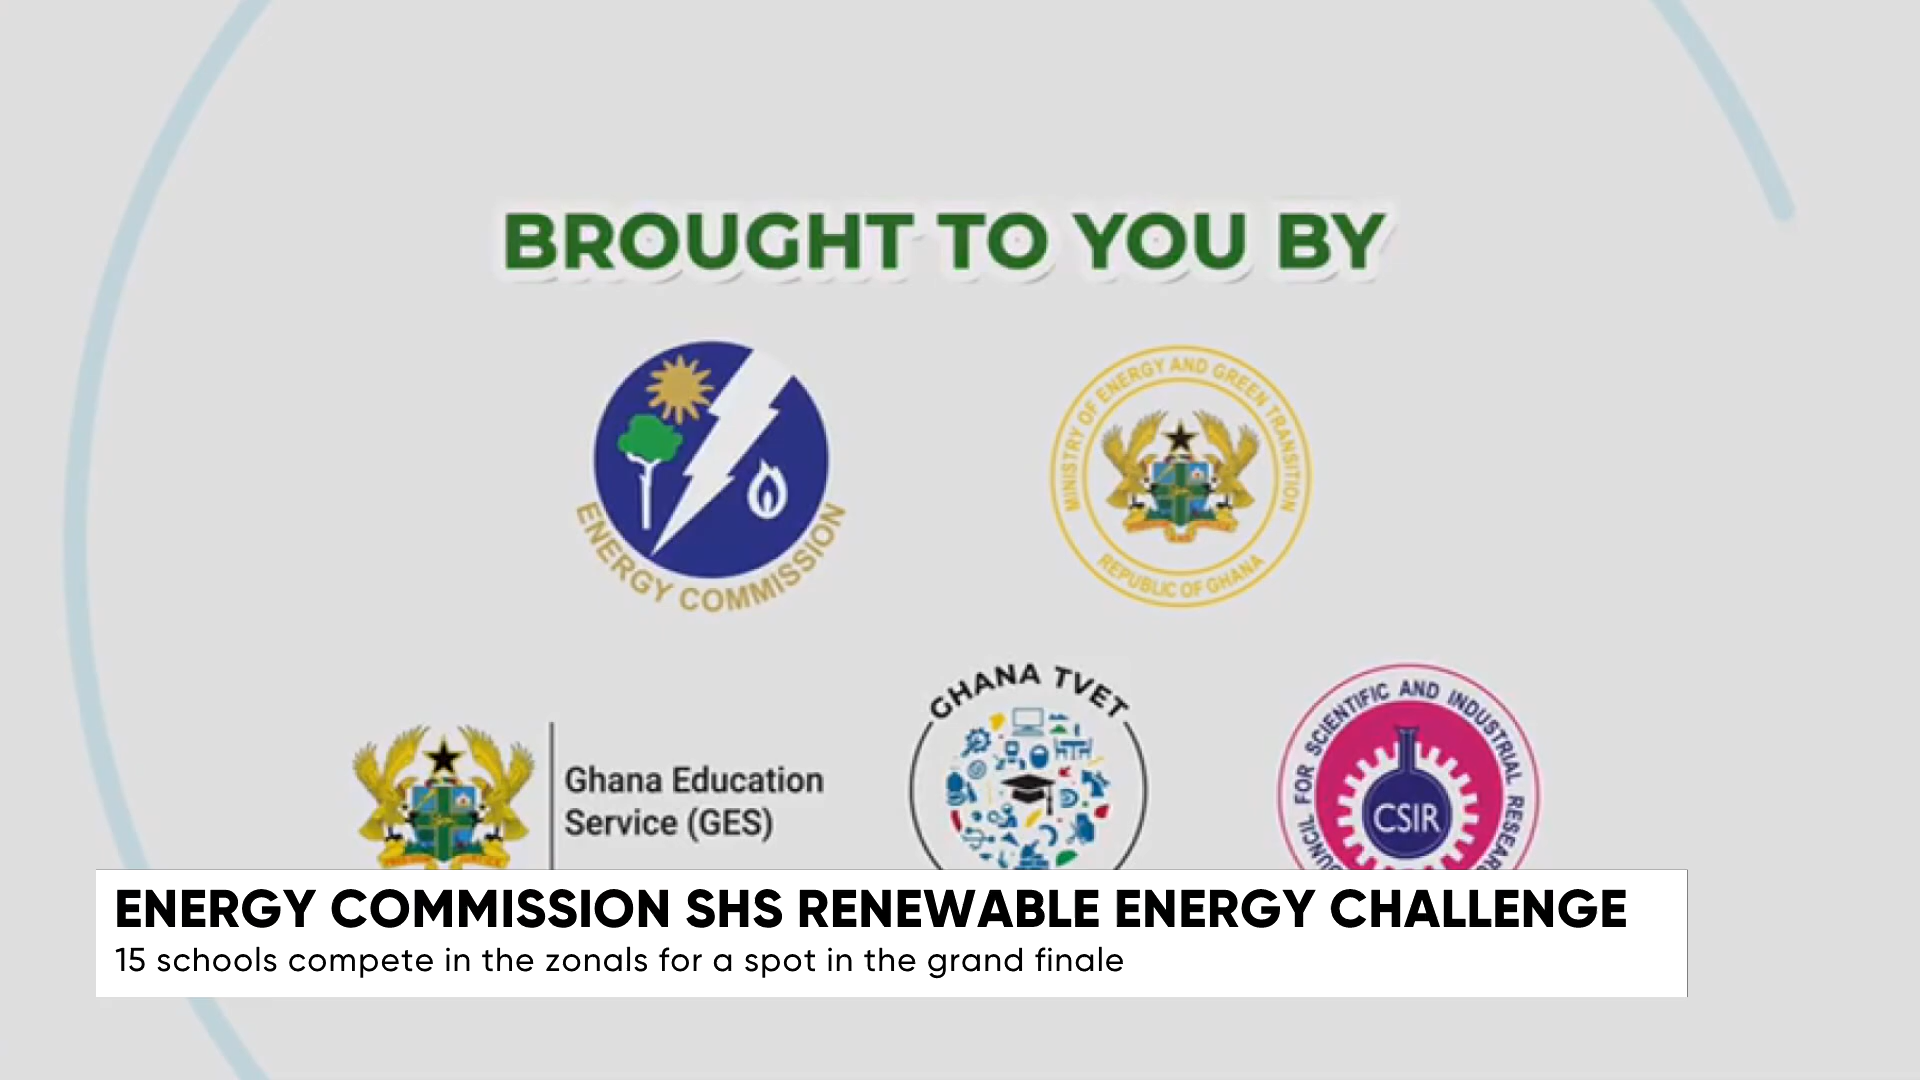 BROUGHT TO YOU BY
ENERGY COMMISSION
MINISTRY OF ENERGY AND GREEN TRANSITION
REPUBLIC OF GHANA
Ghana Education
Service (GES)
GHANA TVET
FOR SCIENTIFIC AND INDUSTRIAL
CSIR
ENERGY COMMISSION SHS RENEWABLE ENERGY CHALLENGE
15 schools compete in the zonals for a spot in the grand finale